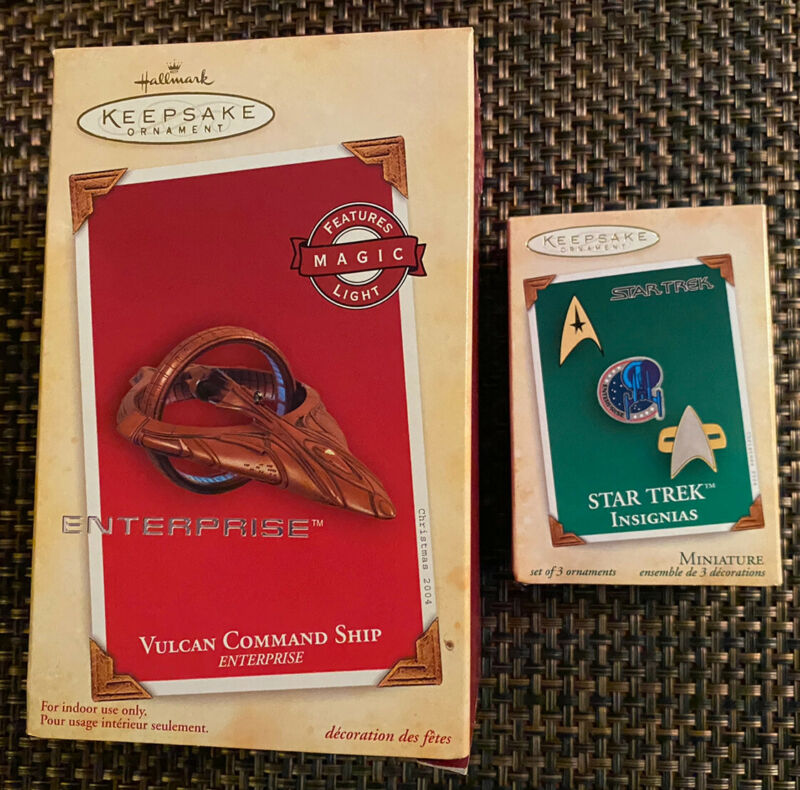 Hallmark
KEEPSAKE
ORNAMENT
FEATURES
MAGIC
LIGHT
ENTERPRISE™
Christmas 2004
VULCAN COMMAND SHIP
ENTERPRISE
For indoor use only.
Pour usage intérieur seulement.
décoration des fêtes
KEEPSAKE
ORNAMENT
STAR TREK
ENTERPRISE
STAR TREK™
INSIGNIAS
MINIATURE
set of 3 ornaments
ensemble de 3 décorations